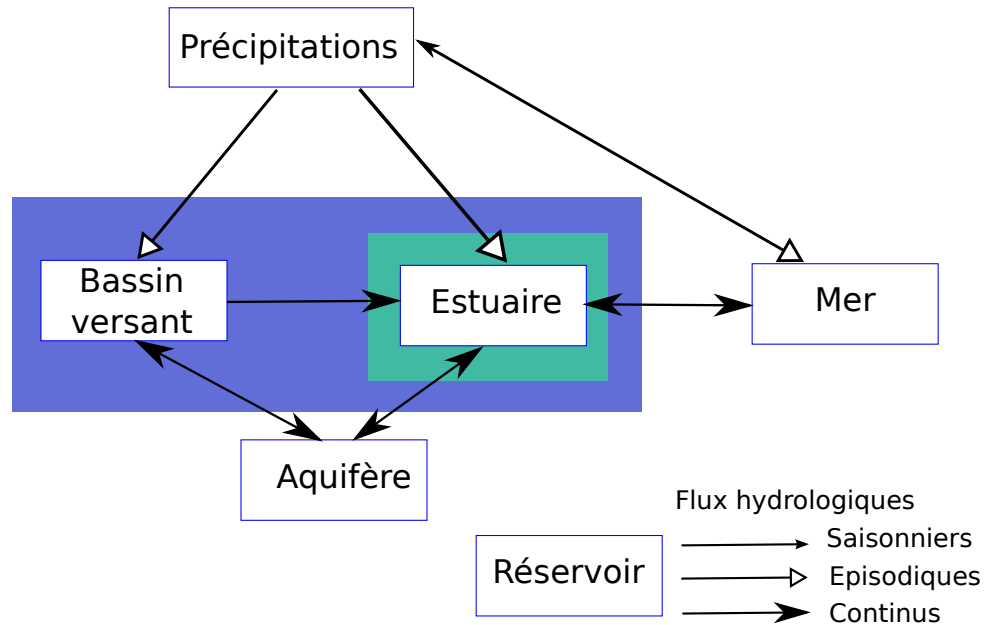 Précipitations
Bassin
versant
Estuaire
Mer
Aquifère
Flux hydrologiques
Réservoir
Saisonniers
Episodiques
Continus